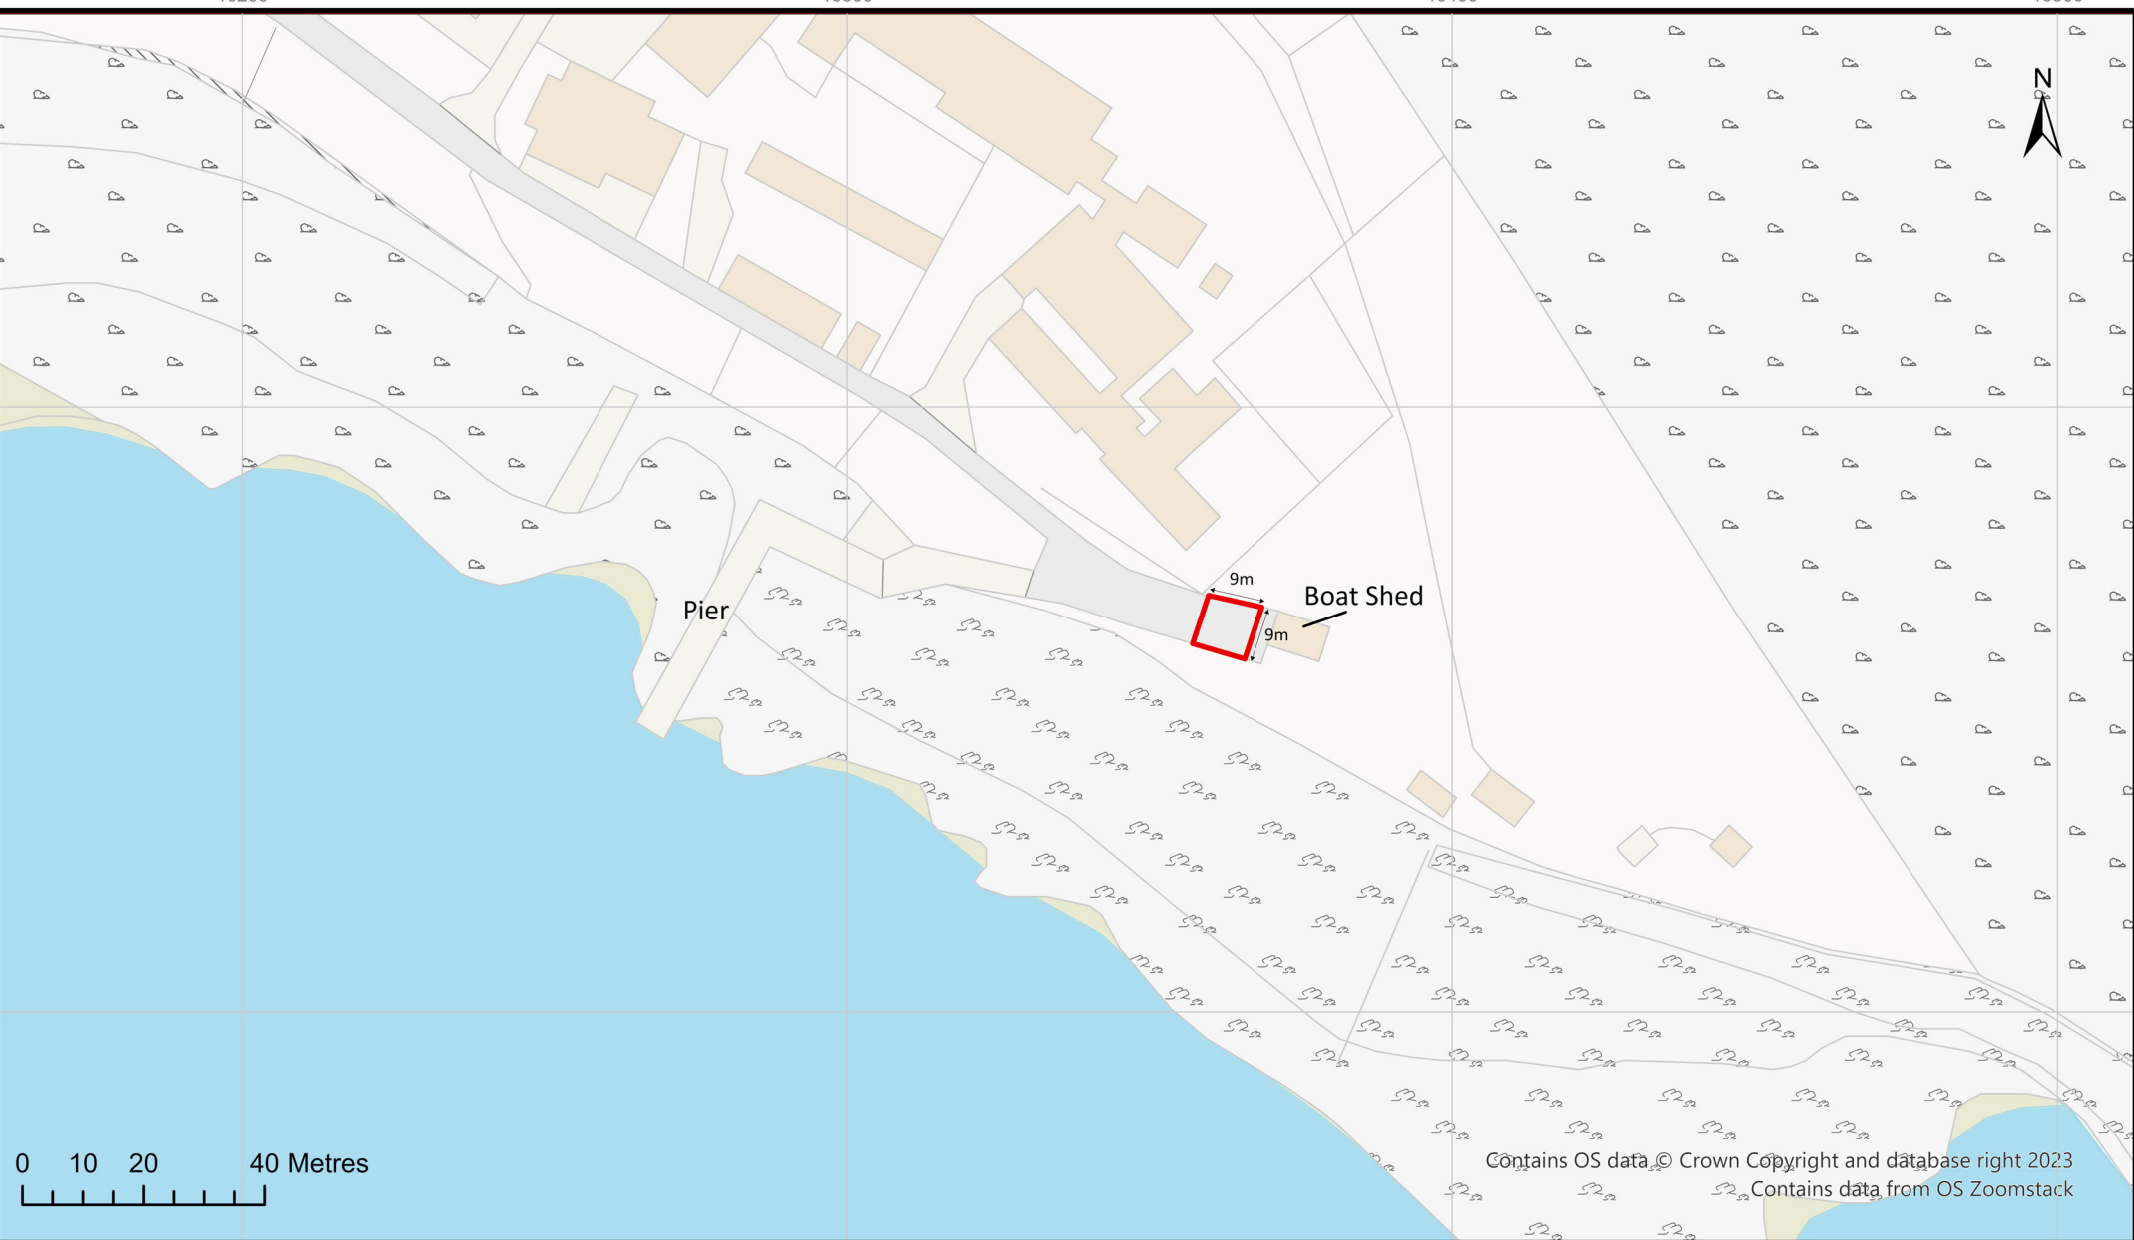 N
9m
Boat Shed
Pier
9m
0 10 20 40 Metres
Contains OS data © Crown Copyright and database right 2023
Contains data from OS Zoomstack